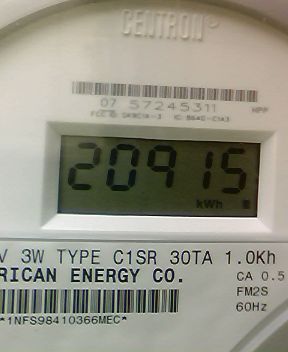 CENTRON
07 57245311
HPP
20915
kWh
V 3W TYPE C1SR 30TA 1.0Kh
RICAN ENERGY CO.
CA 0.5
FM2S
60Hz
*1NFS98410366MEC*